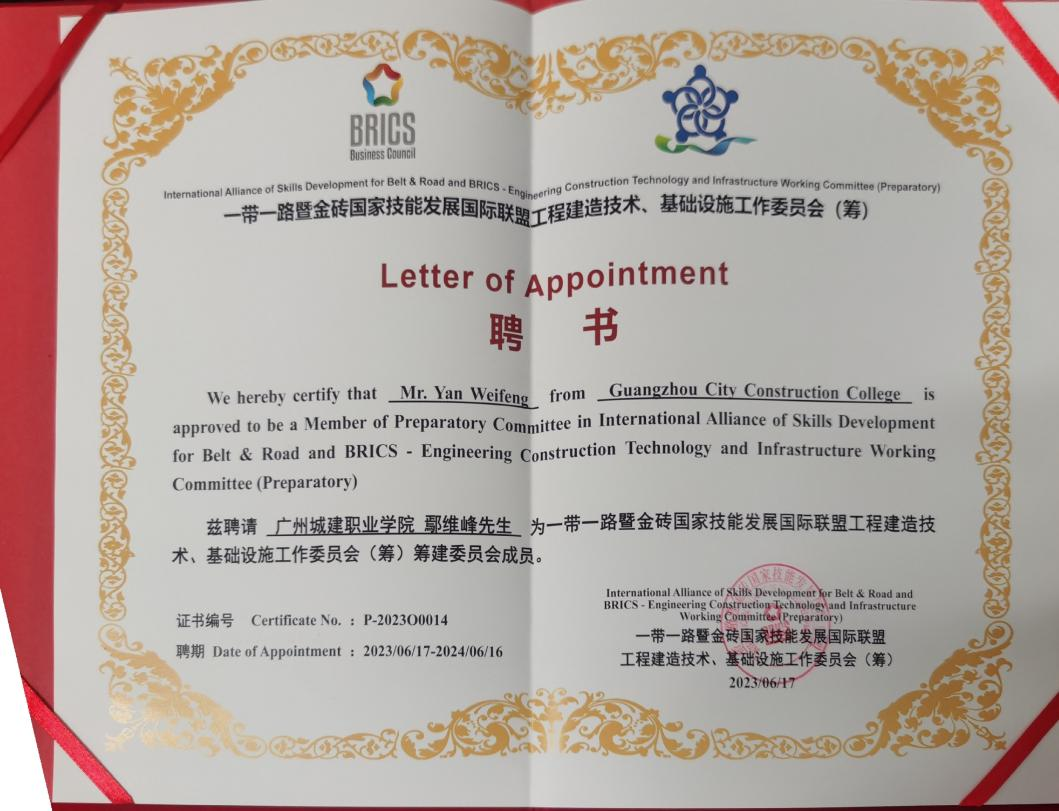 BRICS
Business Council
International Alliance of Skills Development for Belt & Road and BRICS - Engineering Construction Technology and Infrastructure Working Committee (Preparatory)
一带一路暨金砖国家技能发展国际联盟工程建造技术、基础设施工作委员会（筹）
Letter of Appointment
聘 书
We hereby certify that Mr. Yan Weifeng from Guangzhou City Construction College is
approved to be a Member of Preparatory Committee in International Alliance of Skills Development
for Belt & Road and BRICS - Engineering Construction Technology and Infrastructure Working
Committee (Preparatory)
兹聘请 广州城建职业学院 鄢维峰先生 为一带一路暨金砖国家技能发展国际联盟工程建造技
术、基础设施工作委员会（筹）筹建委员会成员。
证书编号 Certificate No. : P-2023O0014
聘期 Date of Appointment : 2023/06/17-2024/06/16
International Alliance of Skills Development for Belt & Road and
BRICS - Engineering Construction Technology and Infrastructure
Working Committee (Preparatory)
一带一路暨金砖国家技能发展国际联盟
工程建造技术、基础设施工作委员会（筹）
2023/06/17